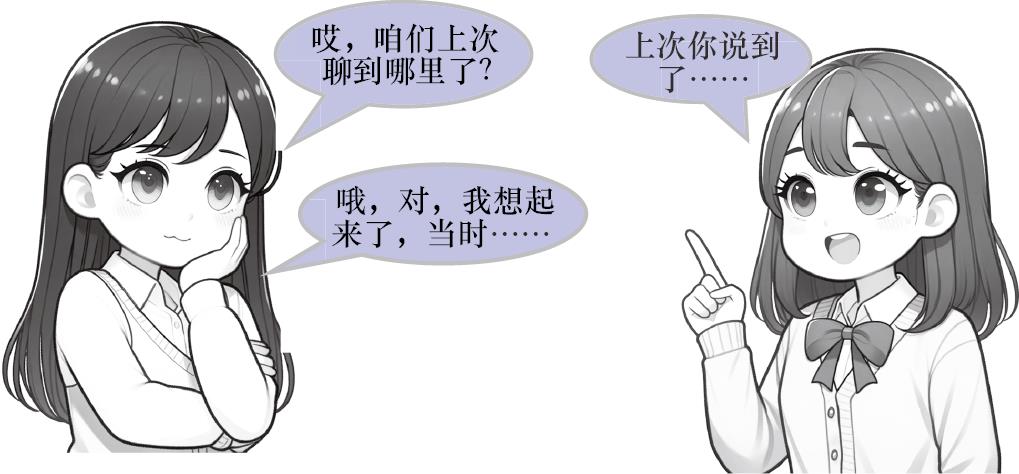 哎，咱们上次
聊到哪里了？
上次你说到
了……
哦，对，我想起
来了，当时……